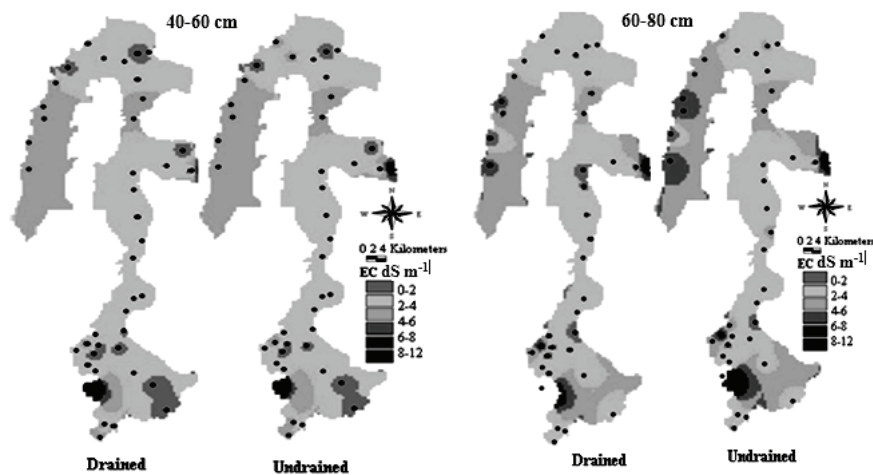 40-60 cm
60-80 cm
N
W E
S
0 2 4 Kilometers
EC dS m-1|
0-2
2-4
4-6
6-8
8-12
N
W E
S
0 2 4 Kilometers
EC dS m-1|
0-2
2-4
4-6
6-8
8-12
Drained
Undrained
Drained
Undrained